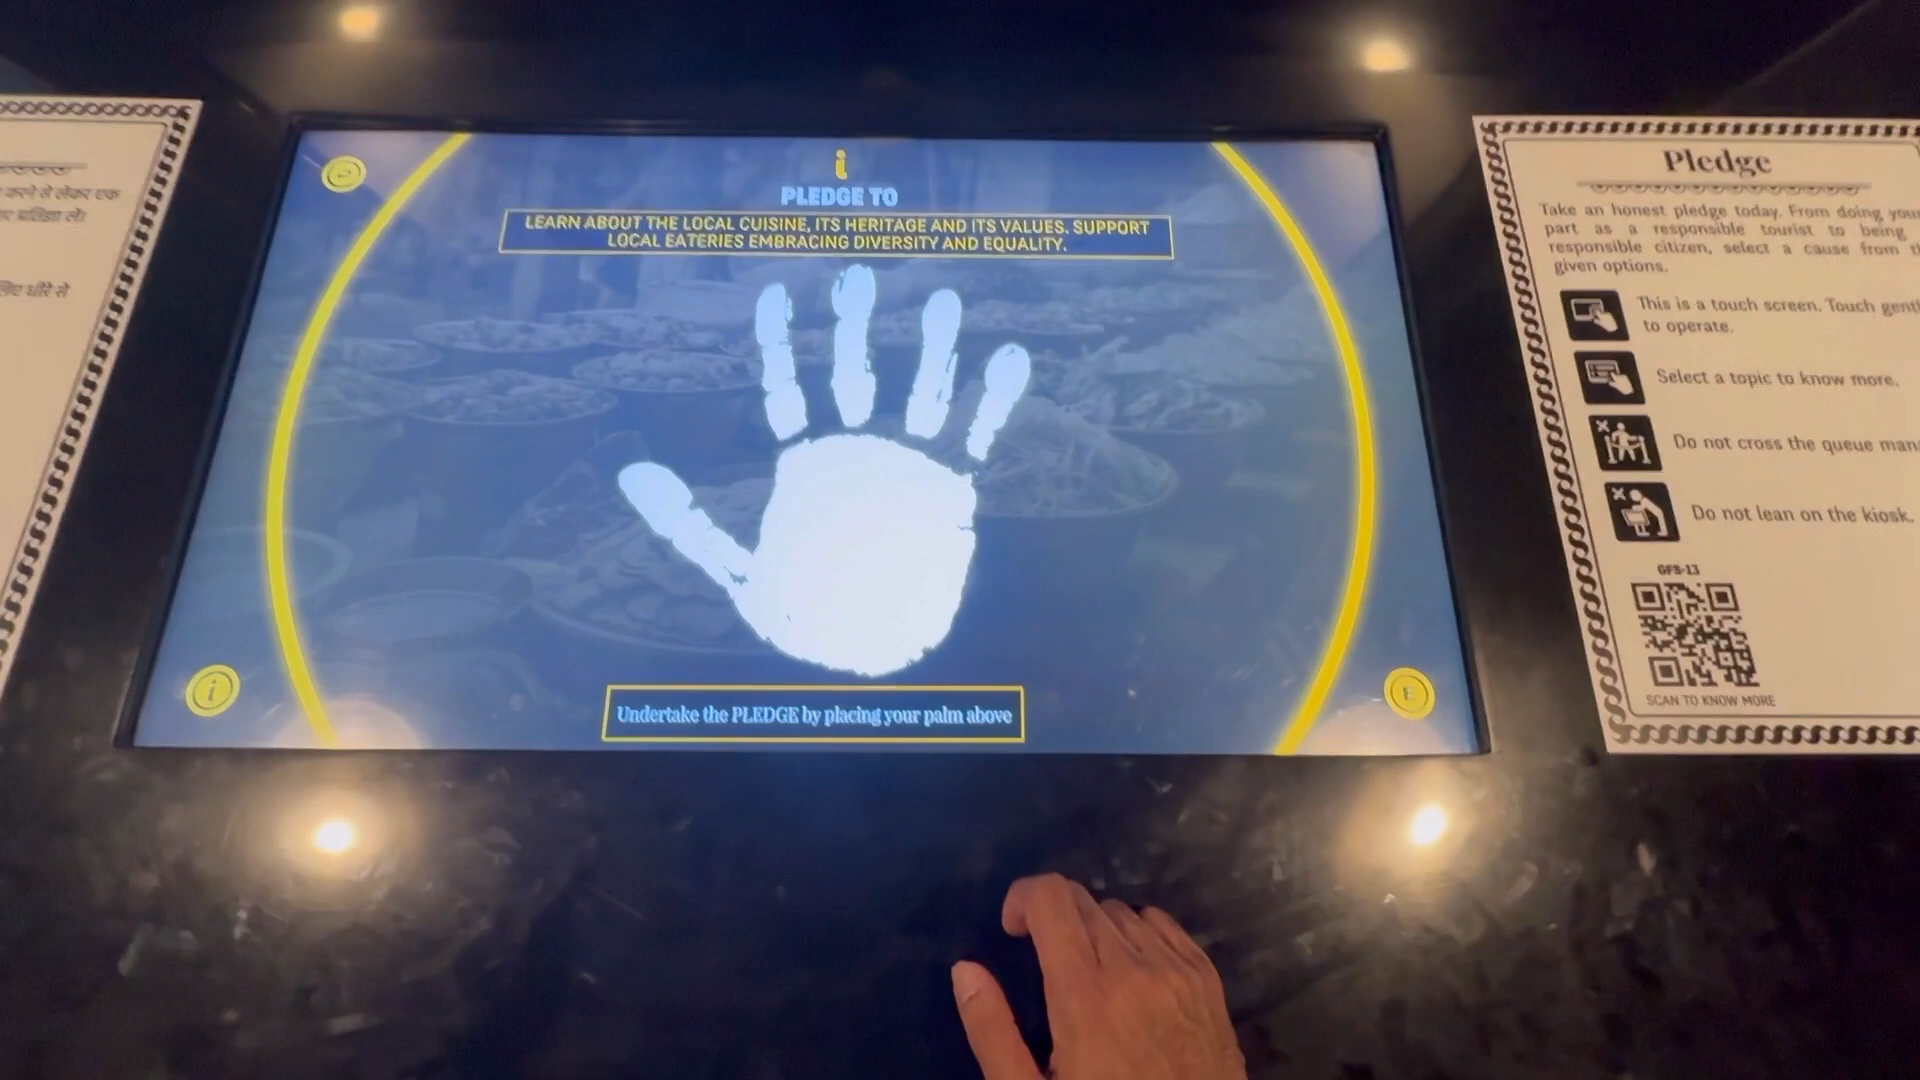 करने से लेकर एक
प्रतिज्ञा लें।
लिए धीरे से
i
PLEDGE TO
LEARN ABOUT THE LOCAL CUISINE, ITS HERITAGE AND ITS VALUES. SUPPORT
LOCAL EATERIES EMBRACING DIVERSITY AND EQUALITY.
i
E
Undertake the PLEDGE by placing your palm above
Pledge
Take an honest pledge today. From doing your
part as a responsible tourist to being
responsible citizen, select a cause from
given options.
This is a touch screen. Touch
to operate.
Select a topic to know more.
Do not cross the queue
Do not lean on the kiosk.
GFS-13
SCAN TO KNOW MORE